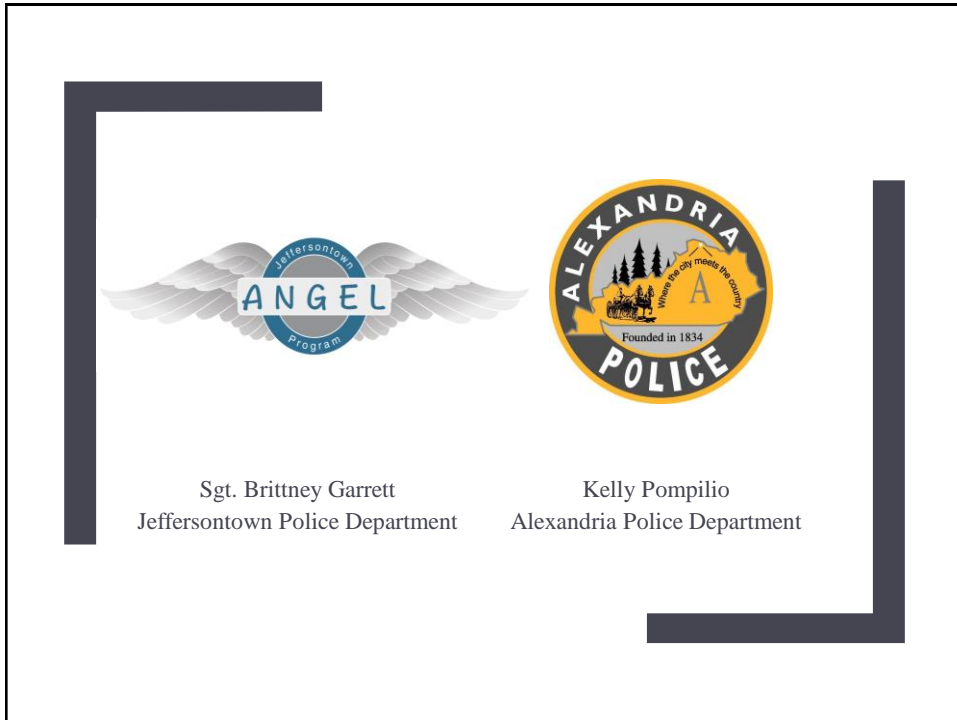 Jeffersontown
ANGEL
Program
ALEXANDRIA
Where the city meets the country
A
Founded in 1834
POLICE
Sgt. Brittney Garrett
Jeffersontown Police Department
Kelly Pompilio
Alexandria Police Department